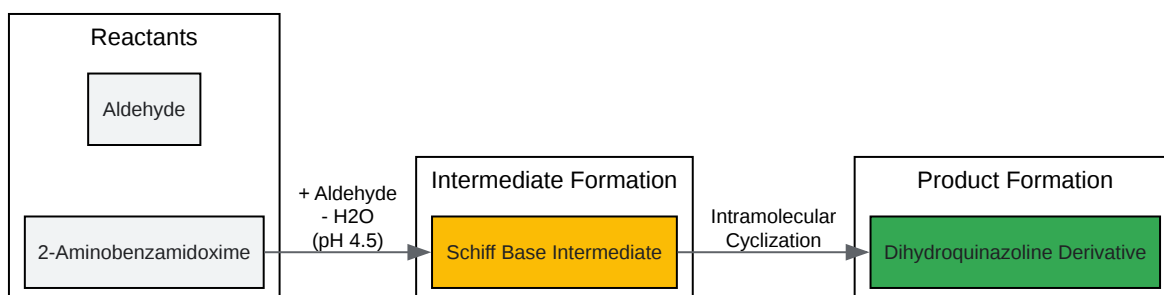 Reactants
Aldehyde
2-Aminobenzamidoxime
+ Aldehyde
- H2O
(pH 4.5)
Intermediate Formation
Schiff Base Intermediate
Intramolecular
Cyclization
Product Formation
Dihydroquinazoline Derivative